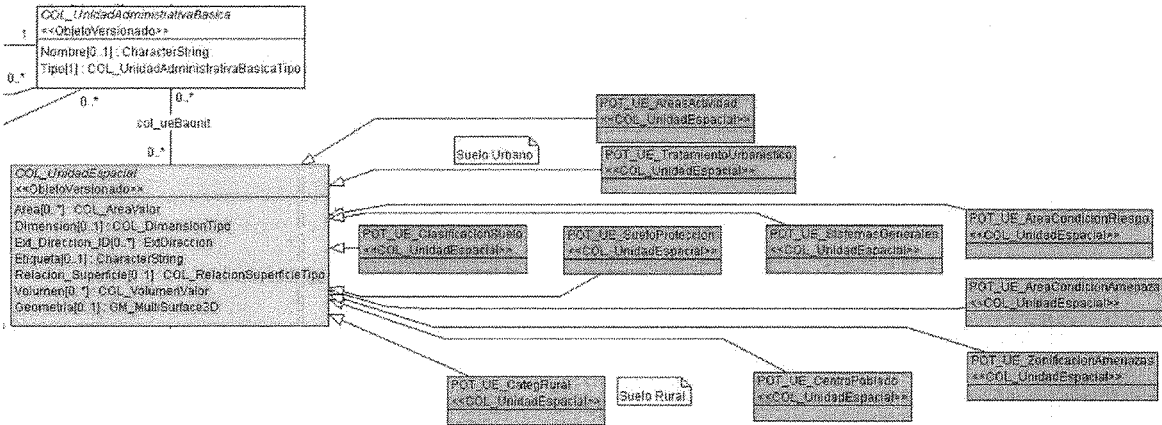 COL_UnidadAdministrativaBasica
<<ObjetoVersionado>>
Nombre[0..1] : CharacterString
Tipo[1] : COL_UnidadAdministrativaBasicaTipo
1
0..*
0..*
0..*
col_ueBaunit
0..*
COL_UnidadEspacial
<<ObjetoVersionado>>
Area[0..*] : COL_AreaValor
Dimension[0..1] : COL_DimensionTipo
Ext_Direccion_ID[0..*] : ExtDireccion
Etiqueta[0..1] : CharacterString
Relacion_Superficie[0..1] : COL_RelacionSuperficieTipo
Volumen[0..*] : COL_VolumenValor
Geometria[0..1] : GM_MultiSurface3D
POT_UE_AreasActividad
<<COL_UnidadEspacial>>
Suelo Urbano
POT_UE_TratamientoUrbanistico
<<COL_UnidadEspacial>>
POT_UE_ClasificacionSuelo
<<COL_UnidadEspacial>>
POT_UE_SueloProteccion
<<COL_UnidadEspacial>>
POT_UE_SistemasGenerales
<<COL_UnidadEspacial>>
POT_UE_AreaCondicionRiesgo
<<COL_UnidadEspacial>>
POT_UE_AreaCondicionAmenaza
<<COL_UnidadEspacial>>
POT_UE_ZonificacionAmenazas
<<COL_UnidadEspacial>>
POT_UE_CategRural
<<COL_UnidadEspacial>>
Suelo Rural
POT_UE_CentroPoblado
<<COL_UnidadEspacial>>